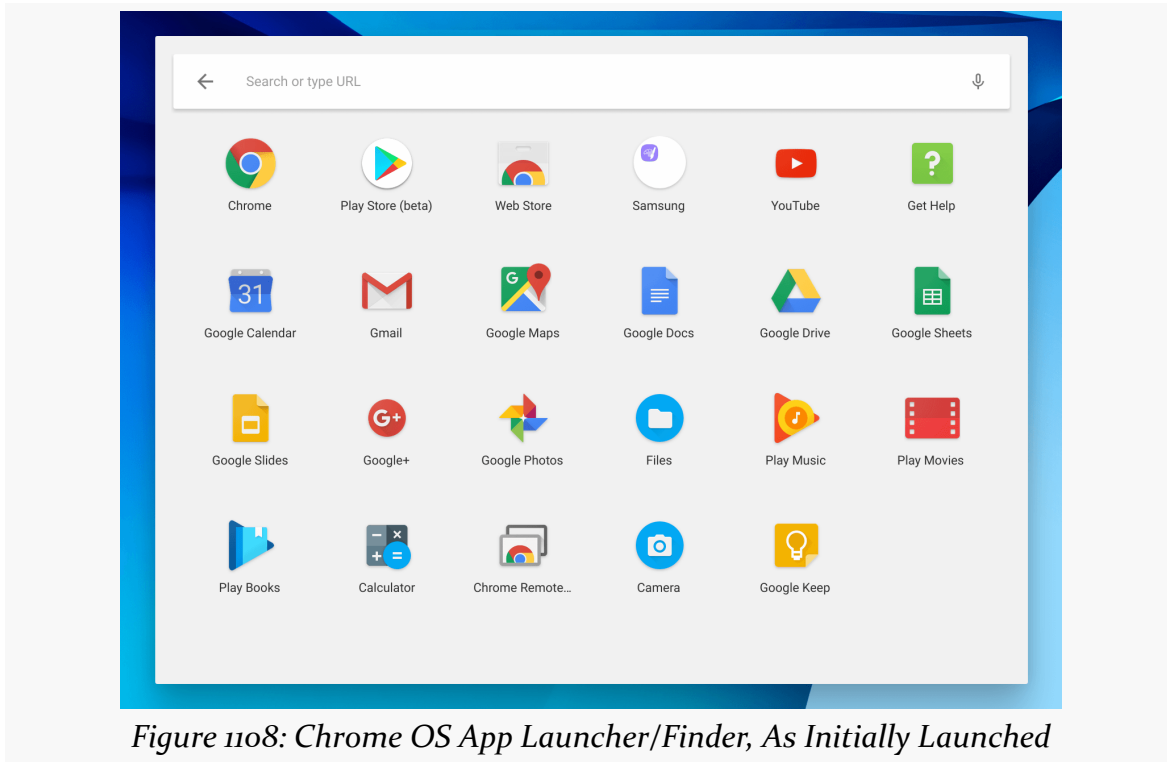 Search or type URL
Chrome Play Store (beta) Web Store Samsung YouTube Get Help
31 G
Google Calendar Gmail Google Maps Google Docs Google Drive Google Sheets
G+
Google Slides Google+ Google Photos Files Play Music Play Movies
Play Books Calculator Chrome Remote... Camera Google Keep
Figure 1108: Chrome OS App Launcher/Finder, As Initially Launched